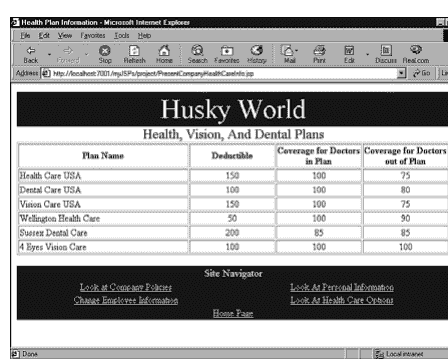 Health Plan Information - Microsoft Internet Explorer
File Edit View Favorites Tools Help
Back Forward Stop Refresh Home Search Favorites History Mail Print Edit Discuss Real.com
Address http://localhost:7001/myJSPs/project/PresentCompanyHealthCareInfo.jsp Go
Husky World
Health, Vision, And Dental Plans
Plan Name Deductible Coverage for Doctors in Plan Coverage for Doctors out of Plan
Health Care USA 150 100 75
Dental Care USA 100 100 80
Vision Care USA 150 100 75
Wellington Health Care 50 100 90
Sussex Dental Care 200 85 85
4 Eyes Vision Care 100 100 100
Site Navigator
Look at Company Policies Look At Personal Information
Change Employee Information Look At Health Care Options
Home Page
Done Local intranet